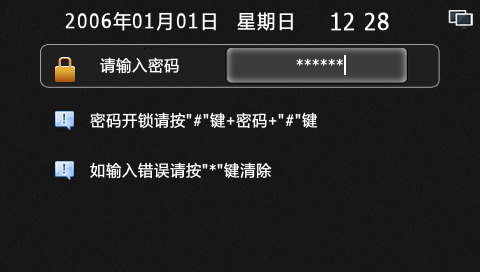 2006年01月01日 星期日 12 28
请输入密码 ******
密码开锁请按"#"键+密码+"#"键
如输入错误请按"*"键清除